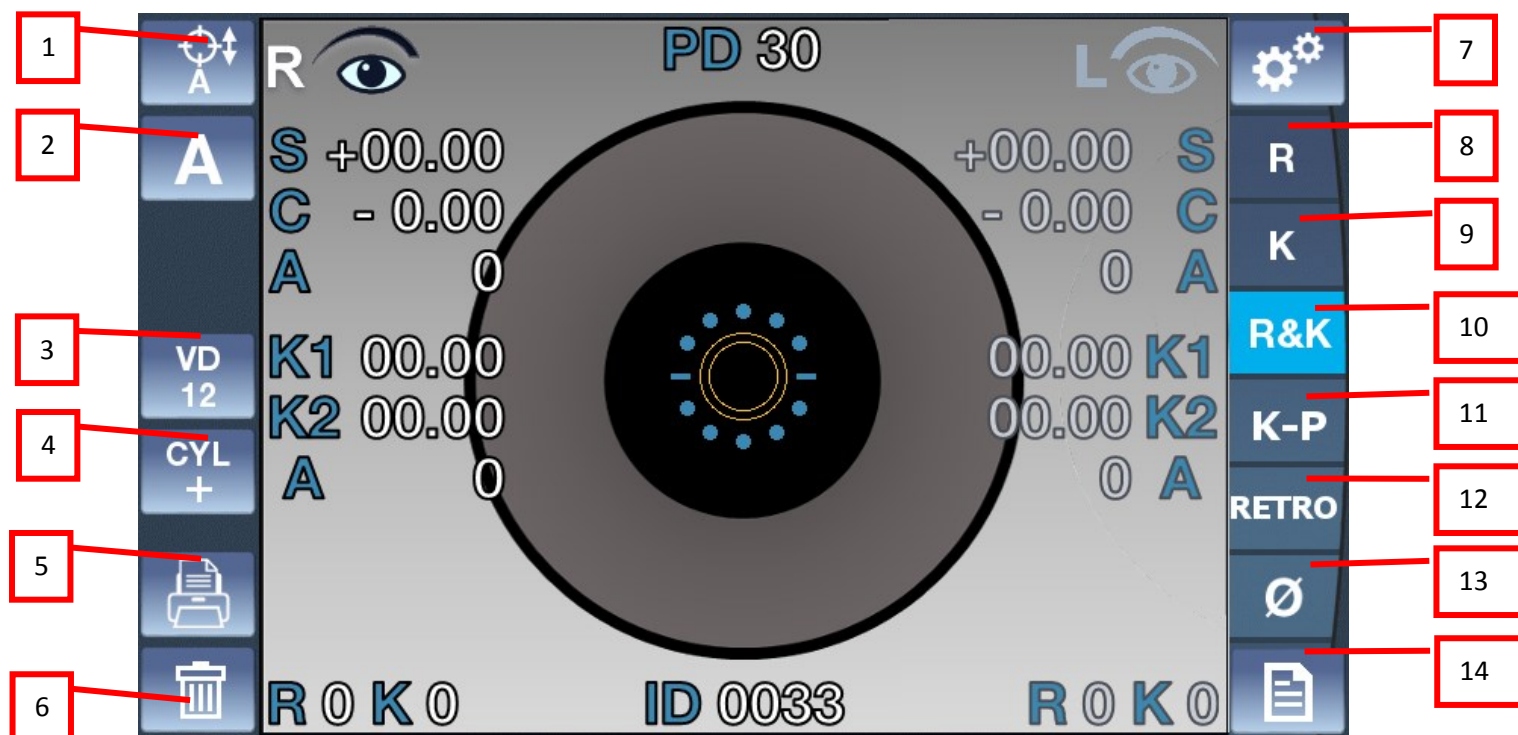 1
A
2
A
3
VD
12
4
CYL
+
5
6
R
PD 30
L
S +00.00
+00.00 S
C - 0.00
- 0.00 C
A 0
0 A
K1 00.00
00.00 K1
K2 00.00
00.00 K2
A 0
0 A
R 0 K 0
ID 0033
R 0 K 0
7
R
8
K
9
R&K
10
K-P
11
RETRO
12
Ø
13
14